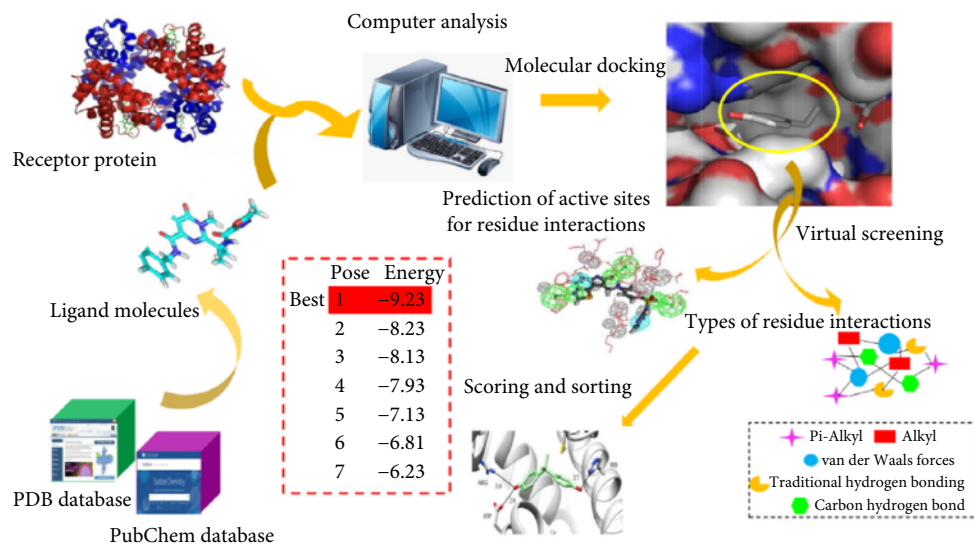 Computer analysis
Molecular docking
Receptor protein
Prediction of active sites
for residue interactions
Virtual screening
Ligand molecules
Pose Energy
Best 1 −9.23
2 −8.23
3 −8.13
4 −7.93
5 −7.13
6 −6.81
7 −6.23
Types of residue interactions
Scoring and sorting
PDB database
PubChem database
Pi-Alkyl Alkyl
van der Waals forces
Traditional hydrogen bonding
Carbon hydrogen bond